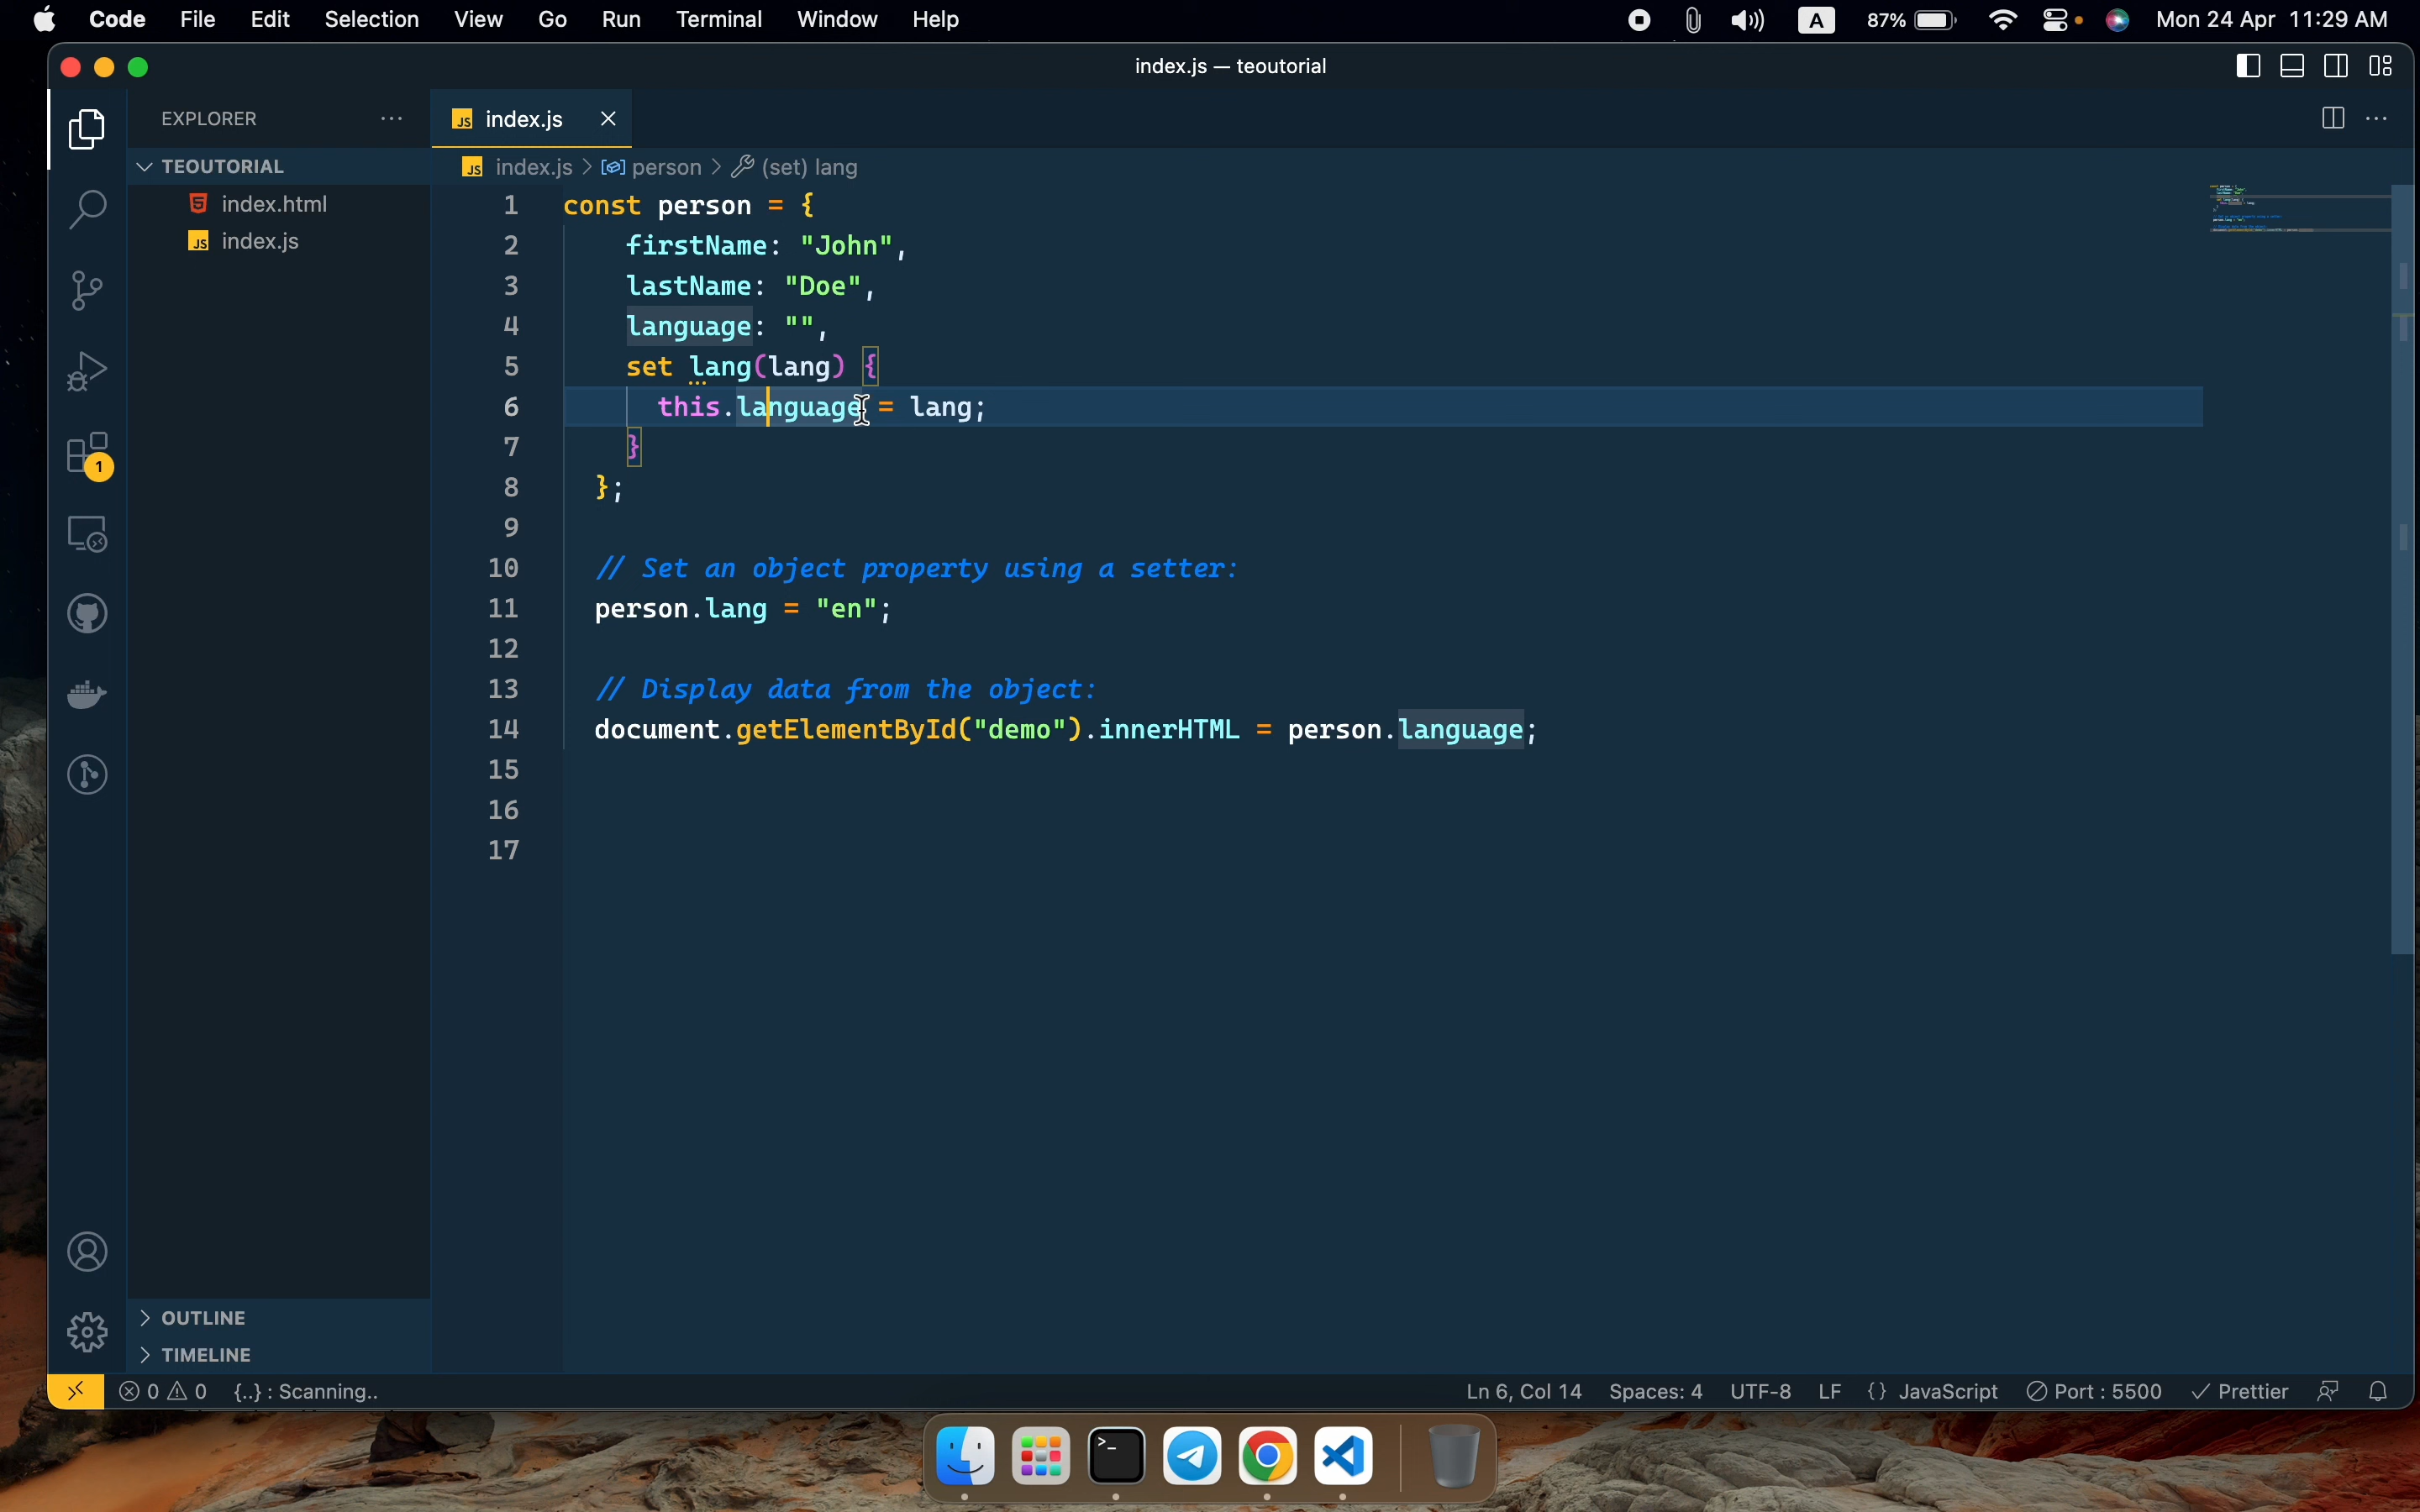 Code File Edit Selection View Go Run Terminal Window Help A 87% Mon 24 Apr 11:29 AM
index.js — teoutorial
EXPLORER ···
JS index.js
TEOUTORIAL
JS index.js > person > (set) lang
index.html
JS index.js
1 const person = {
2 firstName: "John",
3 lastName: "Doe",
4 language: "",
5 set lang(lang) {
6 this.language = lang;
7 }
8 };
9
10 // Set an object property using a setter:
11 person.lang = "en";
12
13 // Display data from the object:
14 document.getElementById("demo").innerHTML = person.language;
15
16
17
1
> OUTLINE
> TIMELINE
0 0 {..} : Scanning.. Ln 6, Col 14 Spaces: 4 UTF-8 LF {} JavaScript Port : 5500 ✓ Prettier